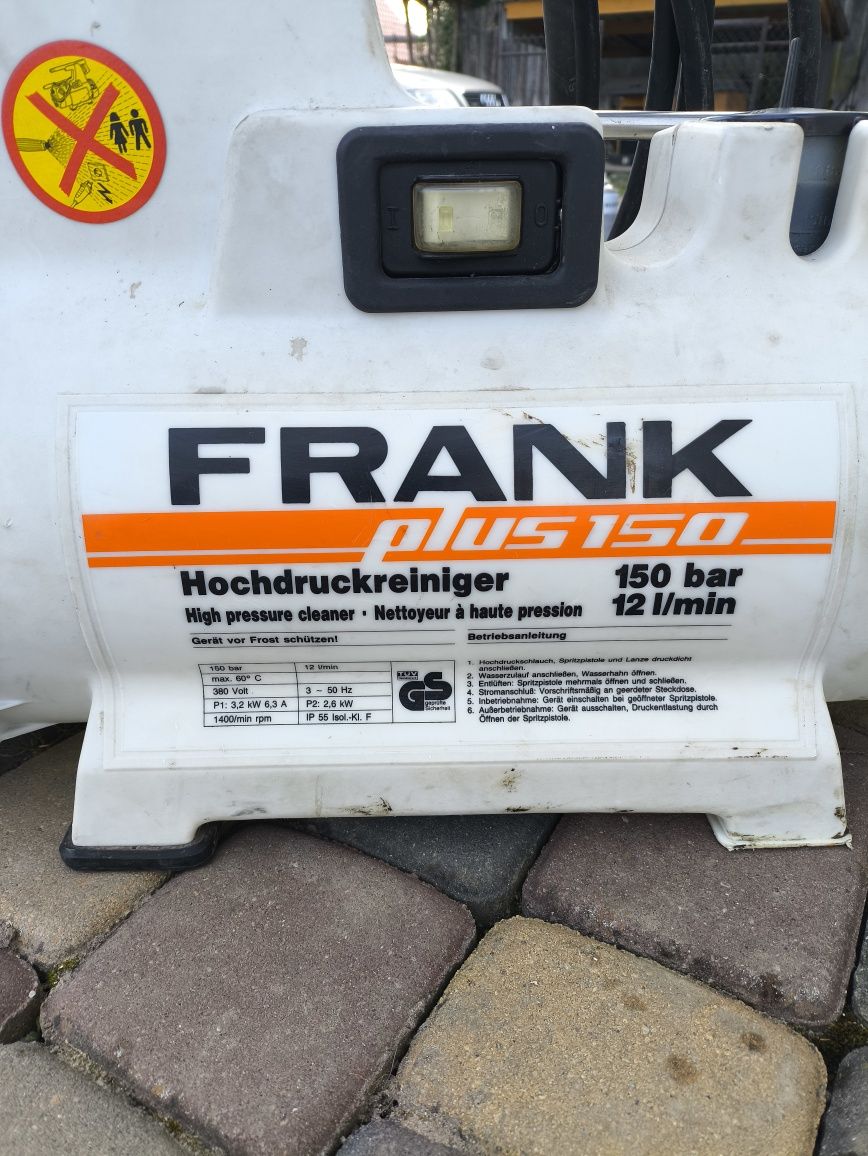 I O
FRANK
plus 150
Hochdruckreiniger 150 bar
High pressure cleaner · Nettoyeur à haute pression 12 l/min
Gerät vor Frost schützen!
150 bar 12 l/min
max. 60° C
380 Volt 3 ~ 50 Hz
P1: 3,2 kW 6,3 A P2: 2,6 kW
1400/min rpm IP 55 Isol.-Kl. F
TÜV
GS
geprüfte
Sicherheit
Betriebsanleitung
1. Hochdruckschlauch, Spritzpistole und Lanze druckdicht
anschließen.
2. Wasserzulauf anschließen, Wasserhahn öffnen.
3. Entlüften: Spritzpistole mehrmals öffnen und schließen.
4. Stromanschluß: Vorschriftsmäßig an geerdeter Steckdose.
5. Inbetriebnahme: Gerät einschalten bei geöffneter Spritzpistole.
6. Außerbetriebnahme: Gerät ausschalten, Druckentlastung durch
Öffnen der Spritzpistole.